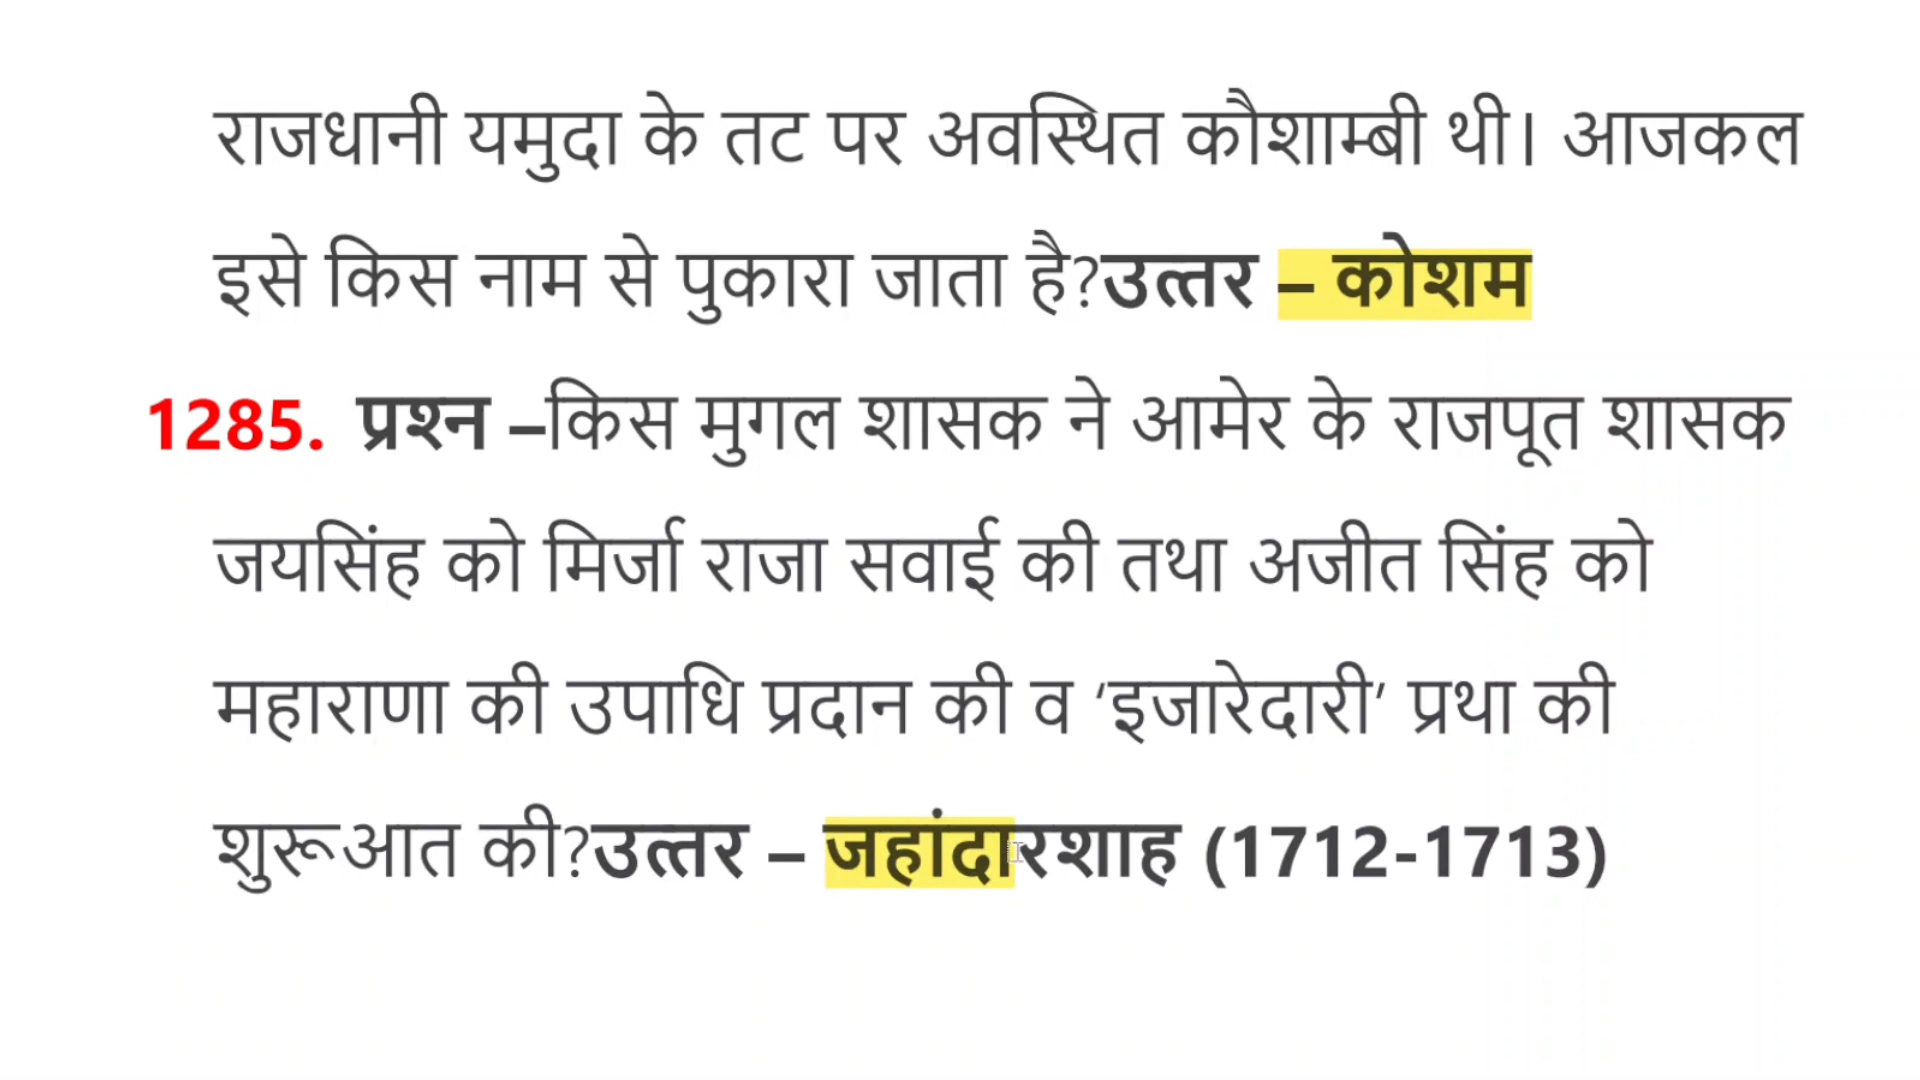 राजधानी यमुदा के तट पर अवस्थित कौशाम्बी थी। आजकल
इसे किस नाम से पुकारा जाता है?उत्तर – कोशम
1285. प्रश्न –किस मुगल शासक ने आमेर के राजपूत शासक
जयसिंह को मिर्जा राजा सवाई की तथा अजीत सिंह को
महाराणा की उपाधि प्रदान की व ‘इजारेदारी’ प्रथा की
शुरूआत की?उत्तर – जहांदारशाह (1712-1713)